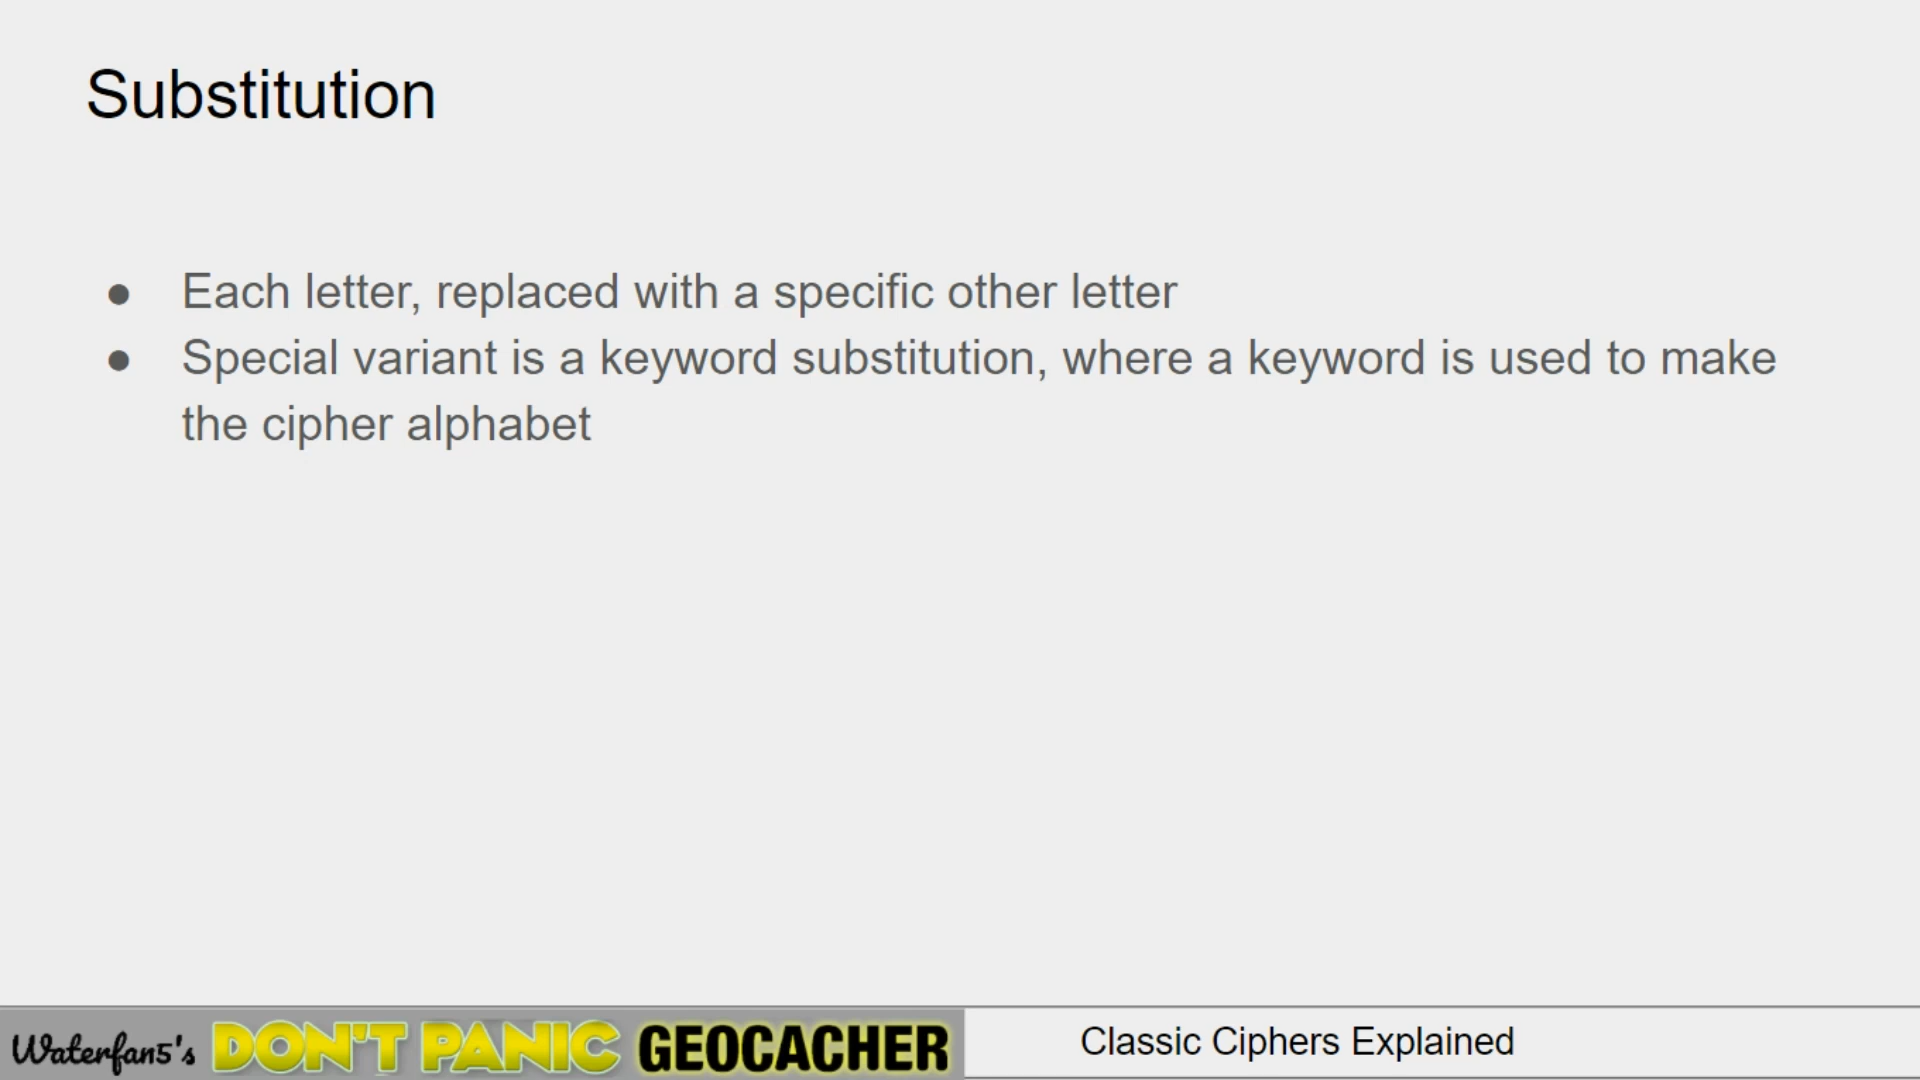 Substitution
● Each letter, replaced with a specific other letter
● Special variant is a keyword substitution, where a keyword is used to make
the cipher alphabet
Waterfan5's DON'T PANIC GEOCACHER
Classic Ciphers Explained